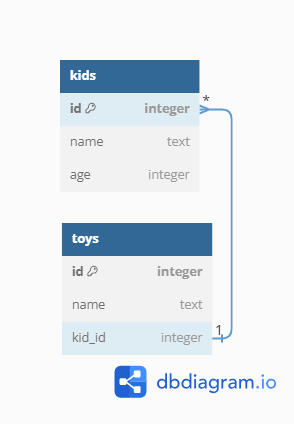 kids
id integer
*
name text
age integer
toys
id integer
name text
kid_id integer
1
dbdiagram.io